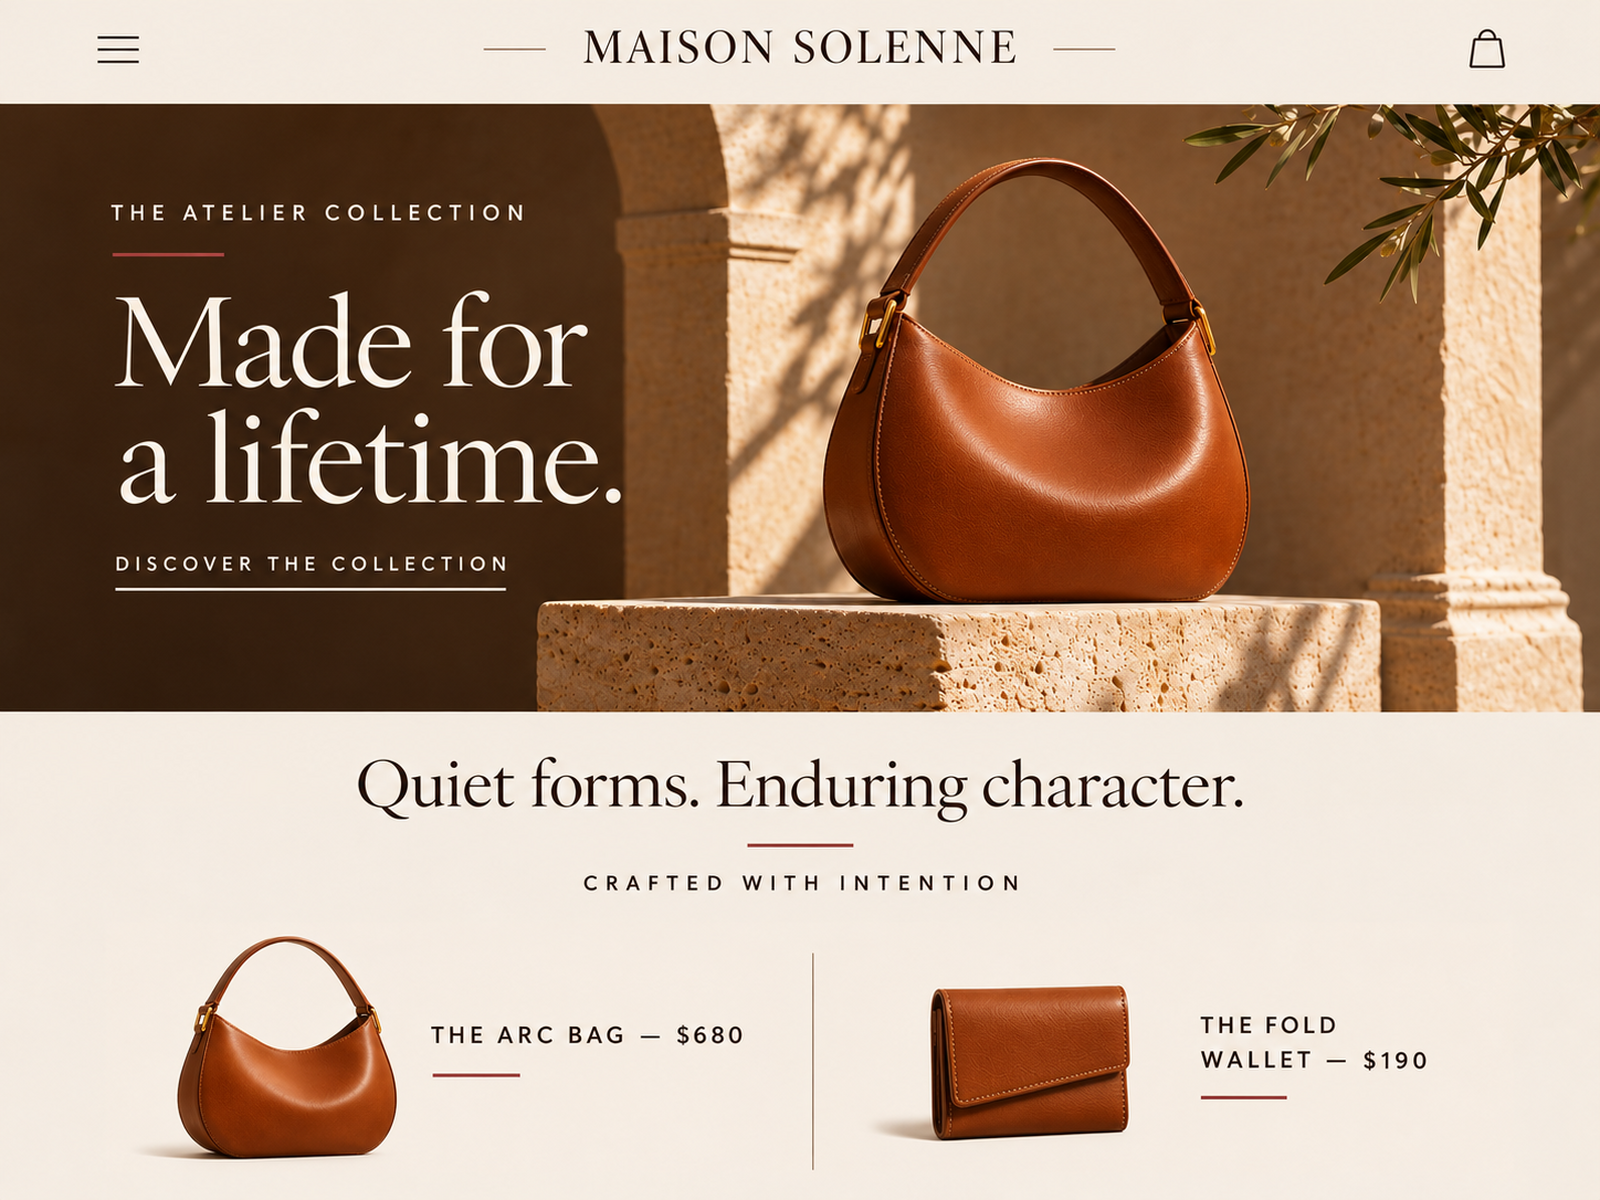 MAISON SOLENNE
THE ATELIER COLLECTION
Made for
a lifetime.
DISCOVER THE COLLECTION
Quiet forms. Enduring character.
CRAFTED WITH INTENTION
THE ARC BAG — $680
THE FOLD
WALLET — $190